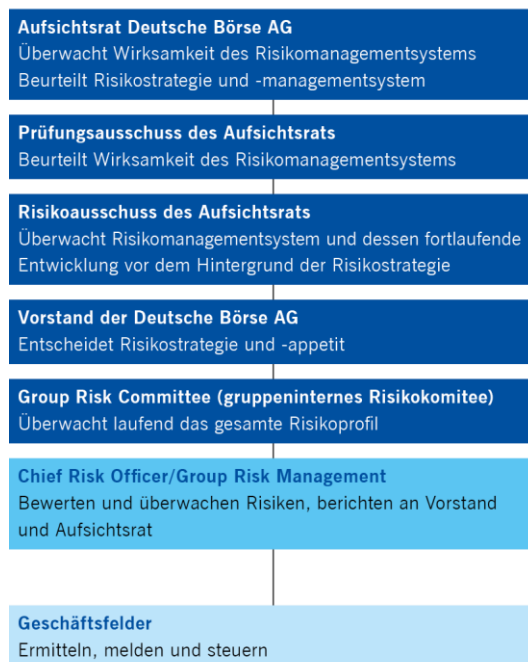 Aufsichtsrat Deutsche Börse AG
Überwacht Wirksamkeit des Risikomanagementsystems
Beurteilt Risikostrategie und -managementsystem
Prüfungsausschuss des Aufsichtsrats
Beurteilt Wirksamkeit des Risikomanagementsystems
Risikoausschuss des Aufsichtsrats
Überwacht Risikomanagementsystem und dessen fortlaufende
Entwicklung vor dem Hintergrund der Risikostrategie
Vorstand der Deutsche Börse AG
Entscheidet Risikostrategie und -appetit
Group Risk Committee (gruppeninternes Risikokomitee)
Überwacht laufend das gesamte Risikoprofil
Chief Risk Officer/Group Risk Management
Bewerten und überwachen Risiken, berichten an Vorstand
und Aufsichtsrat
Geschäftsfelder
Ermitteln, melden und steuern